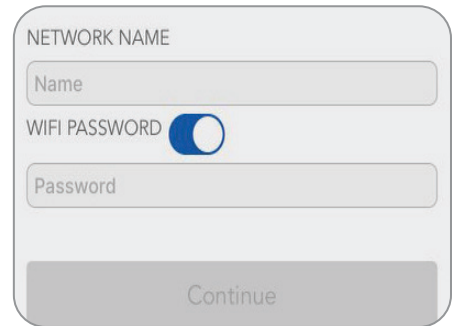 NETWORK NAME
Name
WIFI PASSWORD
Password
Continue